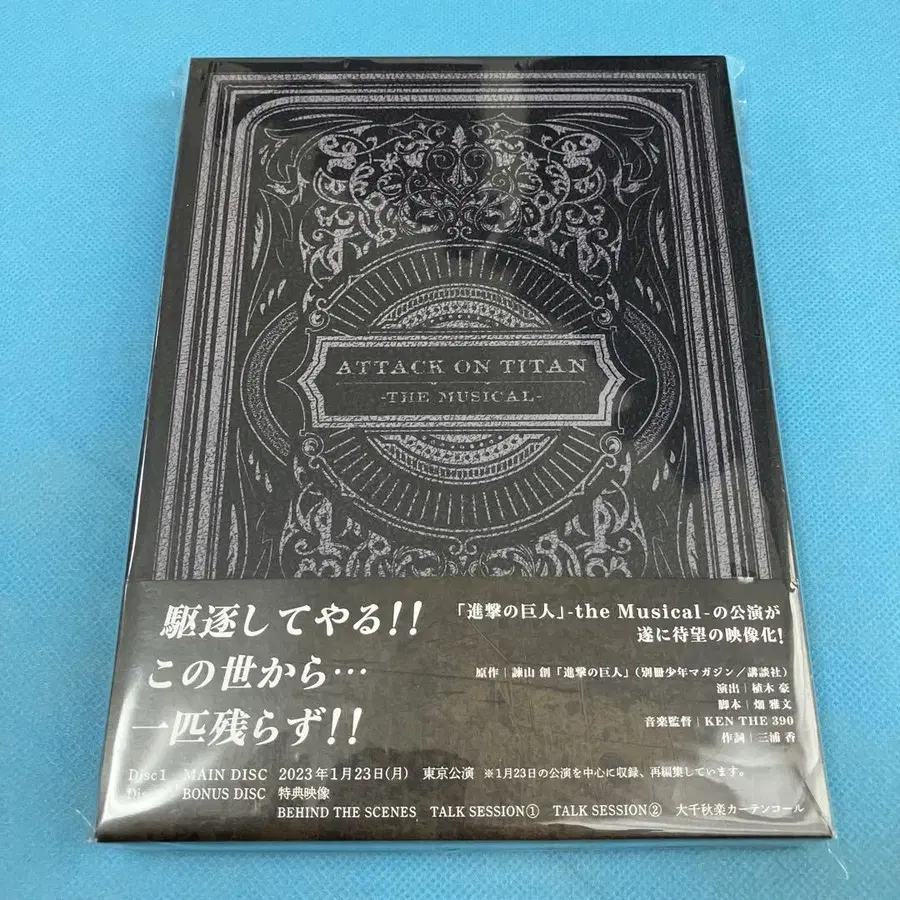 ATTACK ON TITAN
-THE MUSICAL-
駆逐してやる!!
この世から…
一匹残らず!!
「進撃の巨人」-the Musical-の公演が
遂に待望の映像化!
原作|諫山 創「進撃の巨人」(別冊少年マガジン/講談社)
演出|植木 豪
脚本|畑 雅文
音楽監督|KEN THE 390
作詞|三浦 香
Disc1 MAIN DISC 2023年1月23日(月) 東京公演 ※1月23日の公演を中心に収録、再編集しています。
BONUS DISC 特典映像
BEHIND THE SCENES TALK SESSION① TALK SESSION② 大千秋楽カーテンコール